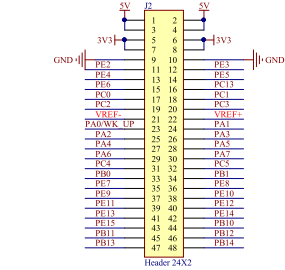 5V J2 5V
1 2
3 4
3V3 5 6 3V3
7 8
GND 9 10 GND
PE2 11 12 PE3
PE4 13 14 PE5
PE6 15 16 PC13
PC0 17 18 PC1
PC2 19 20 PC3
VREF- 21 22 VREF+
PA0/WK_UP 23 24 PA1
PA2 25 26 PA3
PA4 27 28 PA5
PA6 29 30 PA7
PC4 31 32 PC5
PB0 33 34 PB1
PE7 35 36 PE8
PE9 37 38 PE10
PE11 39 40 PE12
PE13 41 42 PE14
PE15 43 44 PB10
PB11 45 46 PB12
PB13 47 48 PB14
Header 24X2